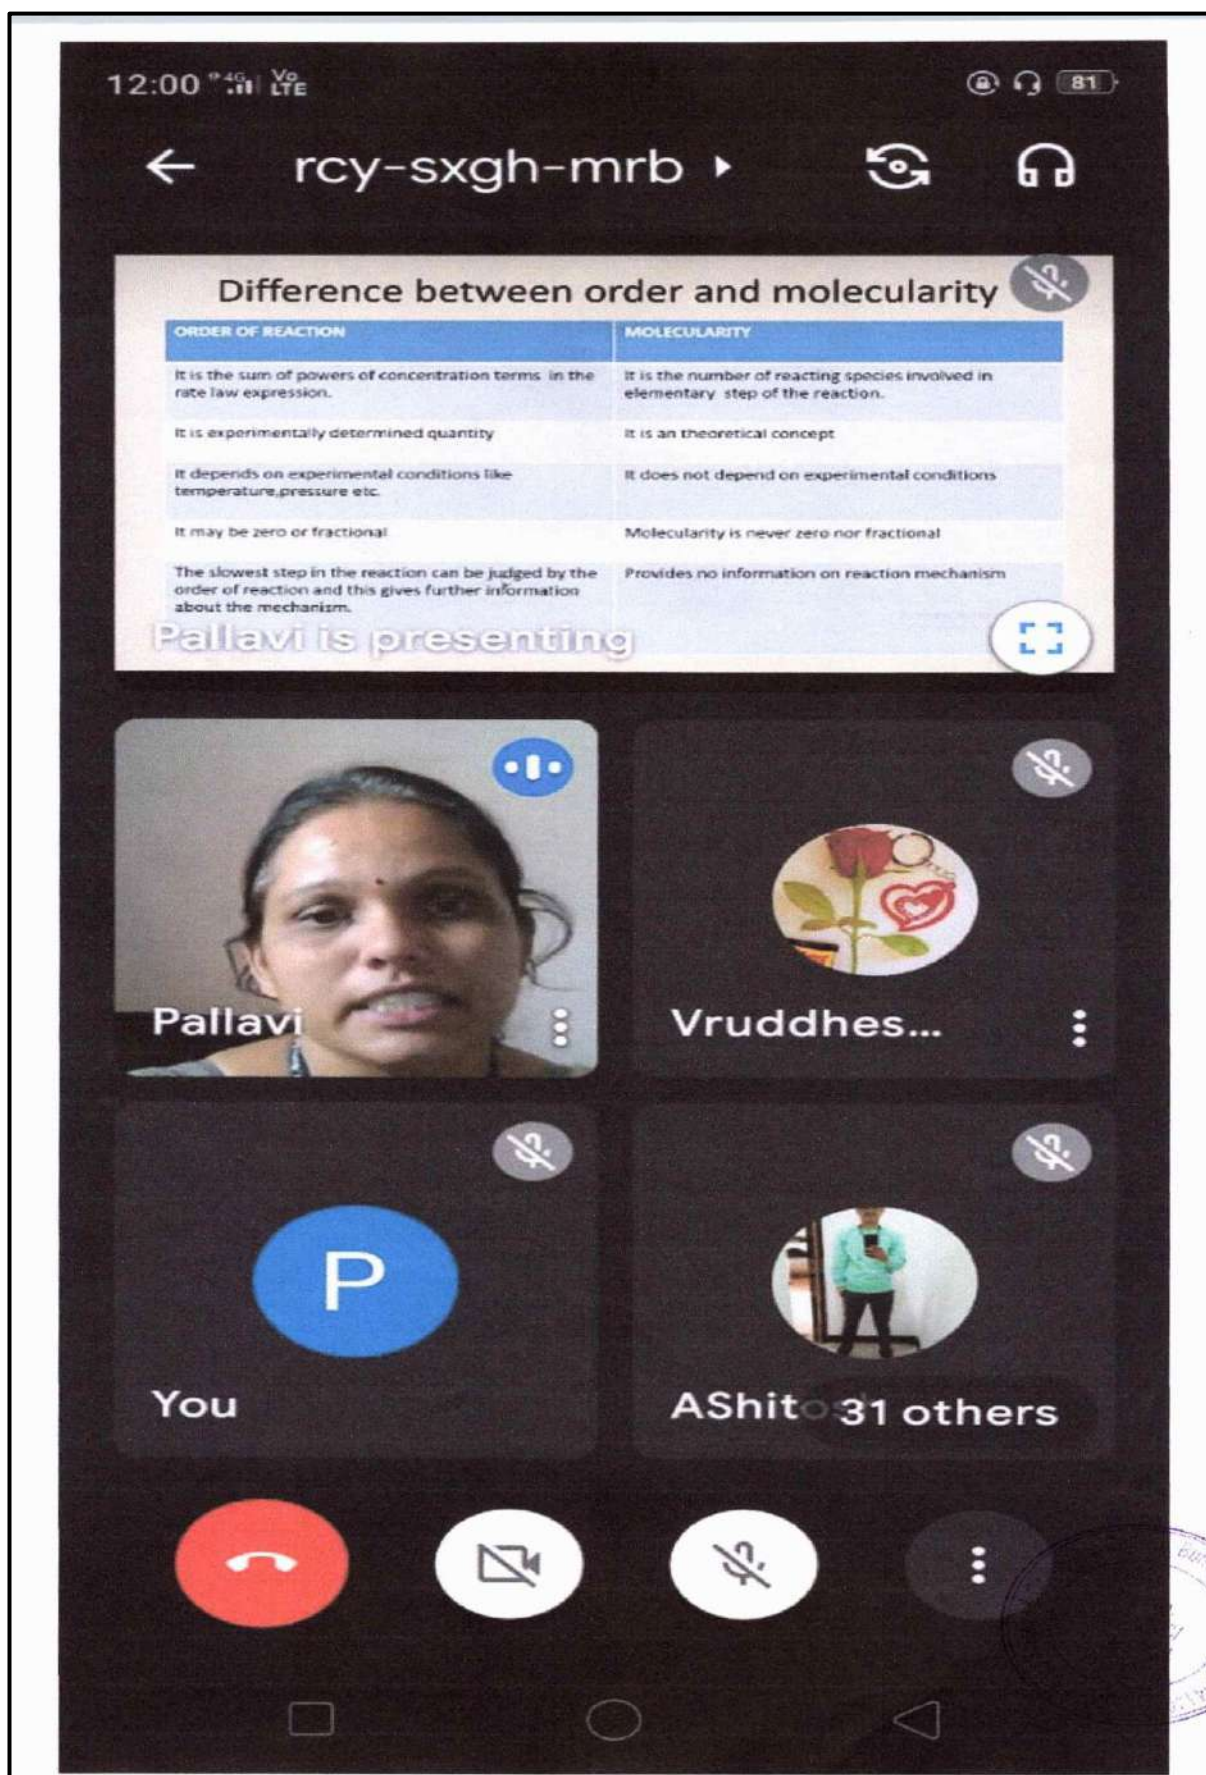 12:00 4G Vo LTE 81
rcy-sxgh-mrb
Difference between order and molecularity
ORDER OF REACTION MOLECULARITY
It is the sum of powers of concentration terms in the It is the number of reacting species involved in
rate law expression. elementary step of the reaction.
It is experimentally determined quantity It is an theoretical concept
It depends on experimental conditions like It does not depend on experimental conditions
temperature,pressure etc.
It may be zero or fractional Molecularity is never zero nor fractional
The slowest step in the reaction can be judged by the Provides no information on reaction mechanism
order of reaction and this gives further information
about the mechanism.
Pallavi is presenting
Pallavi Vruddhes...
P
You AShitos 31 others